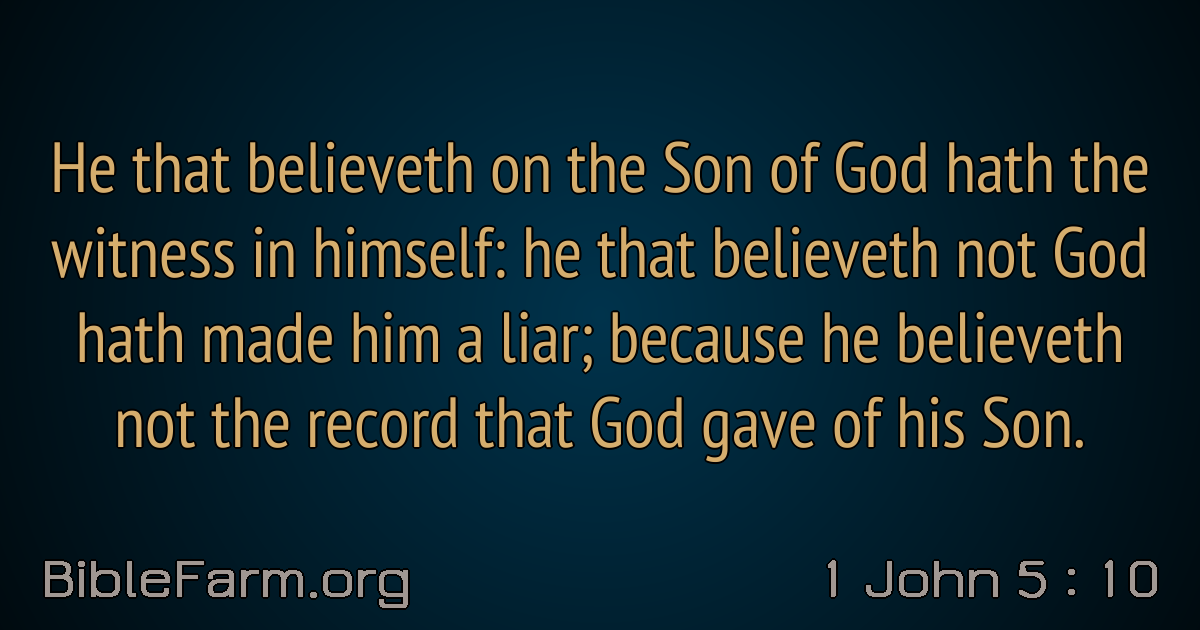 He that believeth on the Son of God hath the
witness in himself: he that believeth not God
hath made him a liar; because he believeth
not the record that God gave of his Son.
BibleFarm.org
1 John 5 : 10